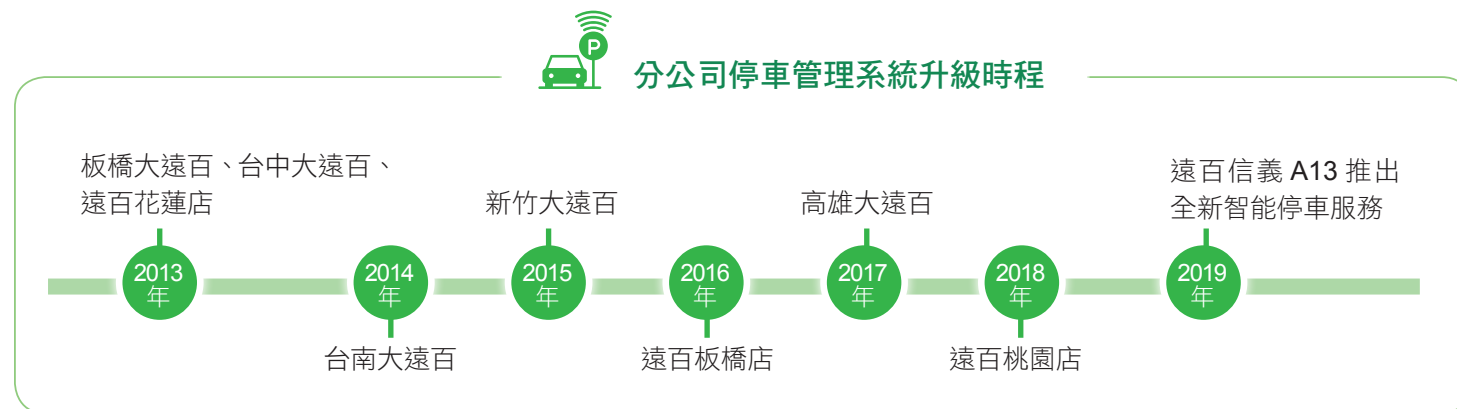 P
分公司停車管理系統升級時程
板橋大遠百、台中大遠百、
遠百花蓮店
2013
年
2014
年
台南大遠百
新竹大遠百
2015
年
2016
年
遠百板橋店
高雄大遠百
2017
年
2018
年
遠百桃園店
遠百信義 A13 推出
全新智能停車服務
2019
年